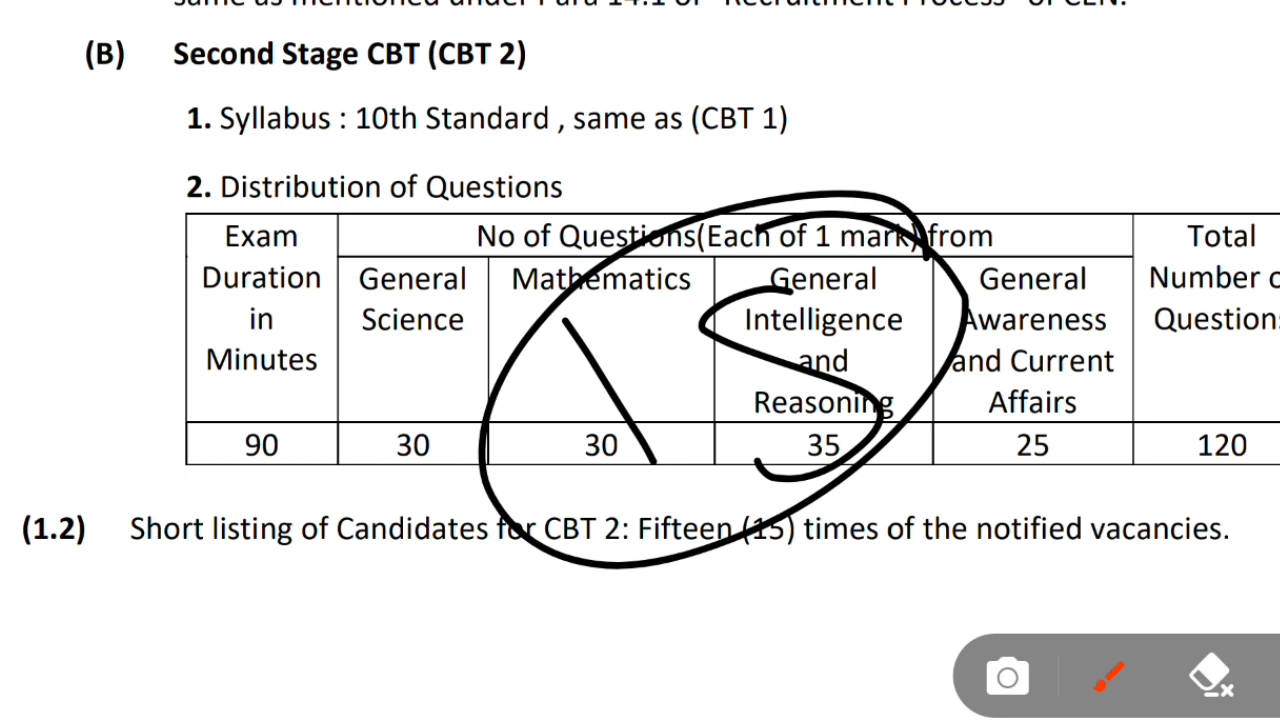 (B) Second Stage CBT (CBT 2)
1. Syllabus : 10th Standard , same as (CBT 1)
2. Distribution of Questions
Exam Duration in Minutes
No of Questions(Each of 1 mark) from
Total Number Question
General Science
Mathematics
General Intelligence and Reasoning
General Awareness and Current Affairs
90 30 30 35 25 120
(1.2) Short listing of Candidates for CBT 2: Fifteen (15) times of the notified vacancies.
15